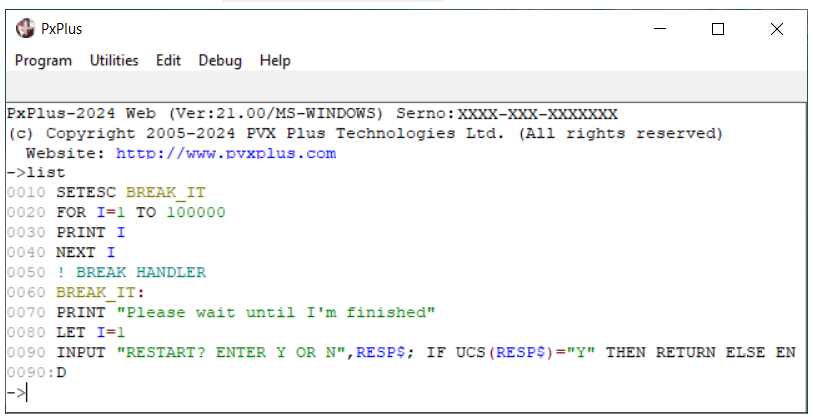 PxPlus
Program Utilities Edit Debug Help
PxPlus-2024 Web (Ver:21.00/MS-WINDOWS) Serno:XXXX-XXX-XXXXXXX
(c) Copyright 2005-2024 PVX Plus Technologies Ltd. (All rights reserved)
Website: http://www.pvxplus.com
->list
0010 SETESC BREAK_IT
0020 FOR I=1 TO 100000
0030 PRINT I
0040 NEXT I
0050 ! BREAK HANDLER
0060 BREAK_IT:
0070 PRINT "Please wait until I'm finished"
0080 LET I=1
0090 INPUT "RESTART? ENTER Y OR N",RESP$; IF UCS(RESP$)="Y" THEN RETURN ELSE EN
0090:D
->